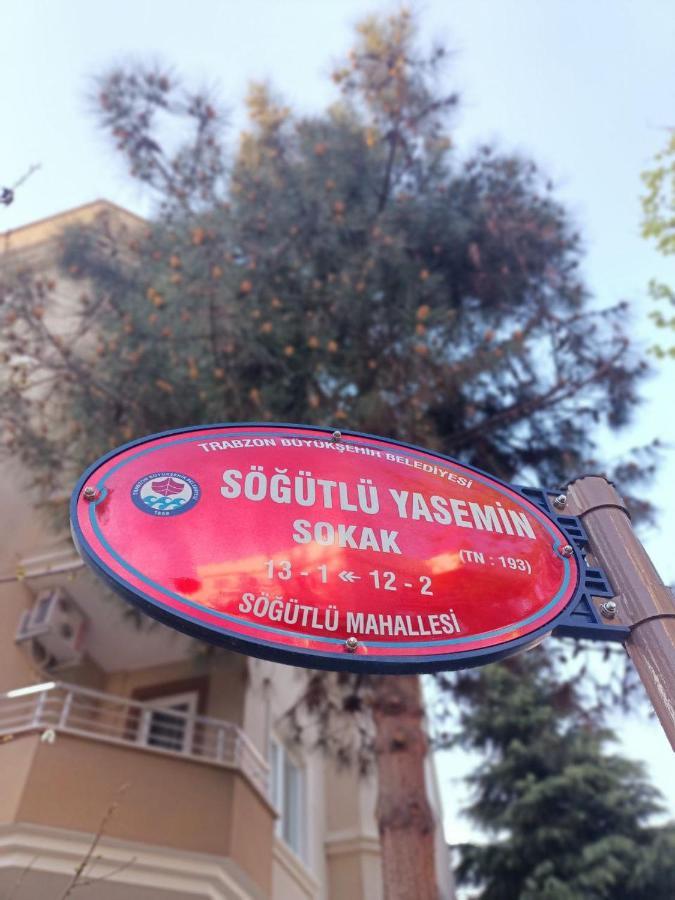 TRABZON BÜYÜKŞEHİR BELEDİYESİ
SÖĞÜTLÜ YASEMİN
SOKAK
(TN : 193)
13 - 1 « 12 - 2
SÖĞÜTLÜ MAHALLESİ